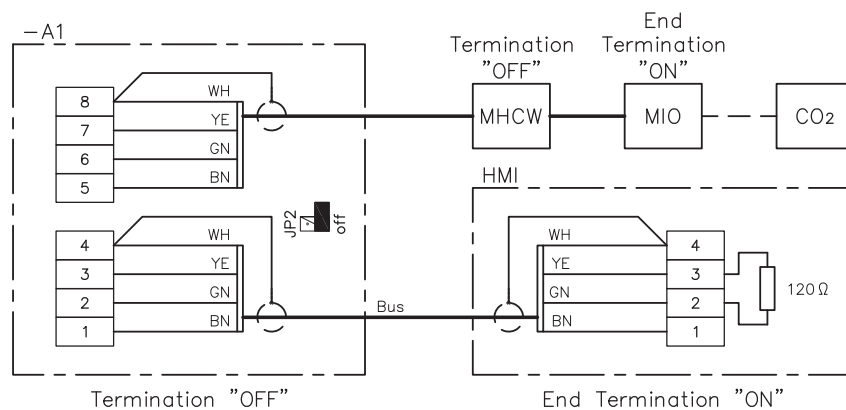 -A1
End
Termination Termination
"OFF" "ON"
8 WH
7 YE
6 GN
5 BN
MHCW MIO CO2
HMI
JP2
off
4 WH
3 YE
2 GN
1 BN
Bus
WH 4
YE 3
GN 2
BN 1
120Ω
Termination "OFF"
End Termination "ON"